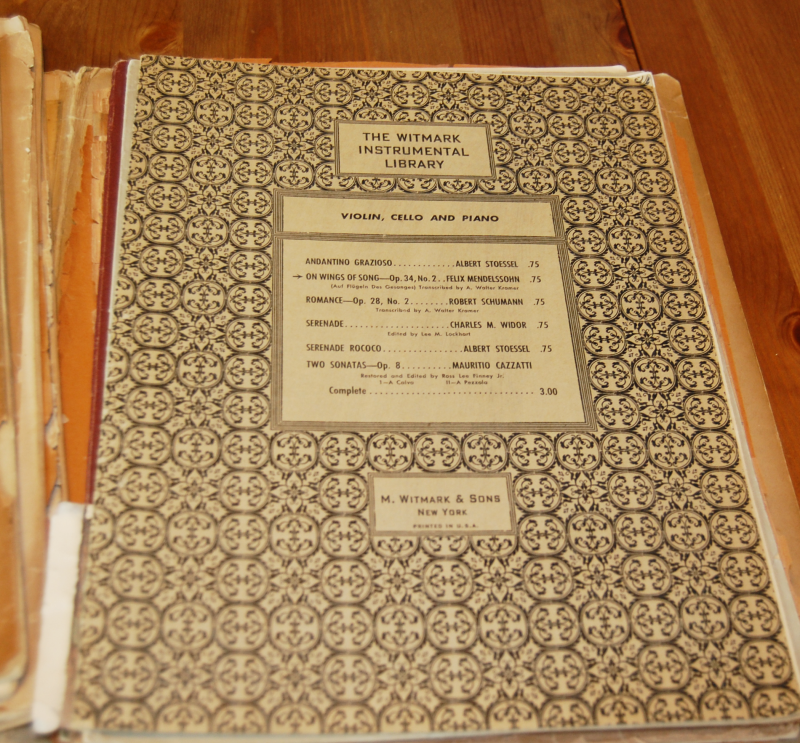 THE WITMARK
INSTRUMENTAL
LIBRARY
VIOLIN, CELLO AND PIANO
ANDANTINO GRAZIOSO............ALBERT STOESSEL .75
→ ON WINGS OF SONG—Op. 34, No. 2..FELIX MENDELSSOHN .75
(Auf Flügeln Des Gesanges) Transcribed by A. Walter Kramer
ROMANCE—Op. 28, No. 2........ROBERT SCHUMANN .75
Transcribed by A. Walter Kramer
SERENADE......................CHARLES M. WIDOR .75
Edited by Lee M. Lockhart
SERENADE ROCOCO................ALBERT STOESSEL .75
TWO SONATAS—Op. 8..........MAURITIO CAZZATTI
Restored and Edited by Ross Lee Finney Jr.
I—A Calva II—A Pezzola
Complete................................3.00
M. WITMARK & SONS
NEW YORK
PRINTED IN U.S.A.